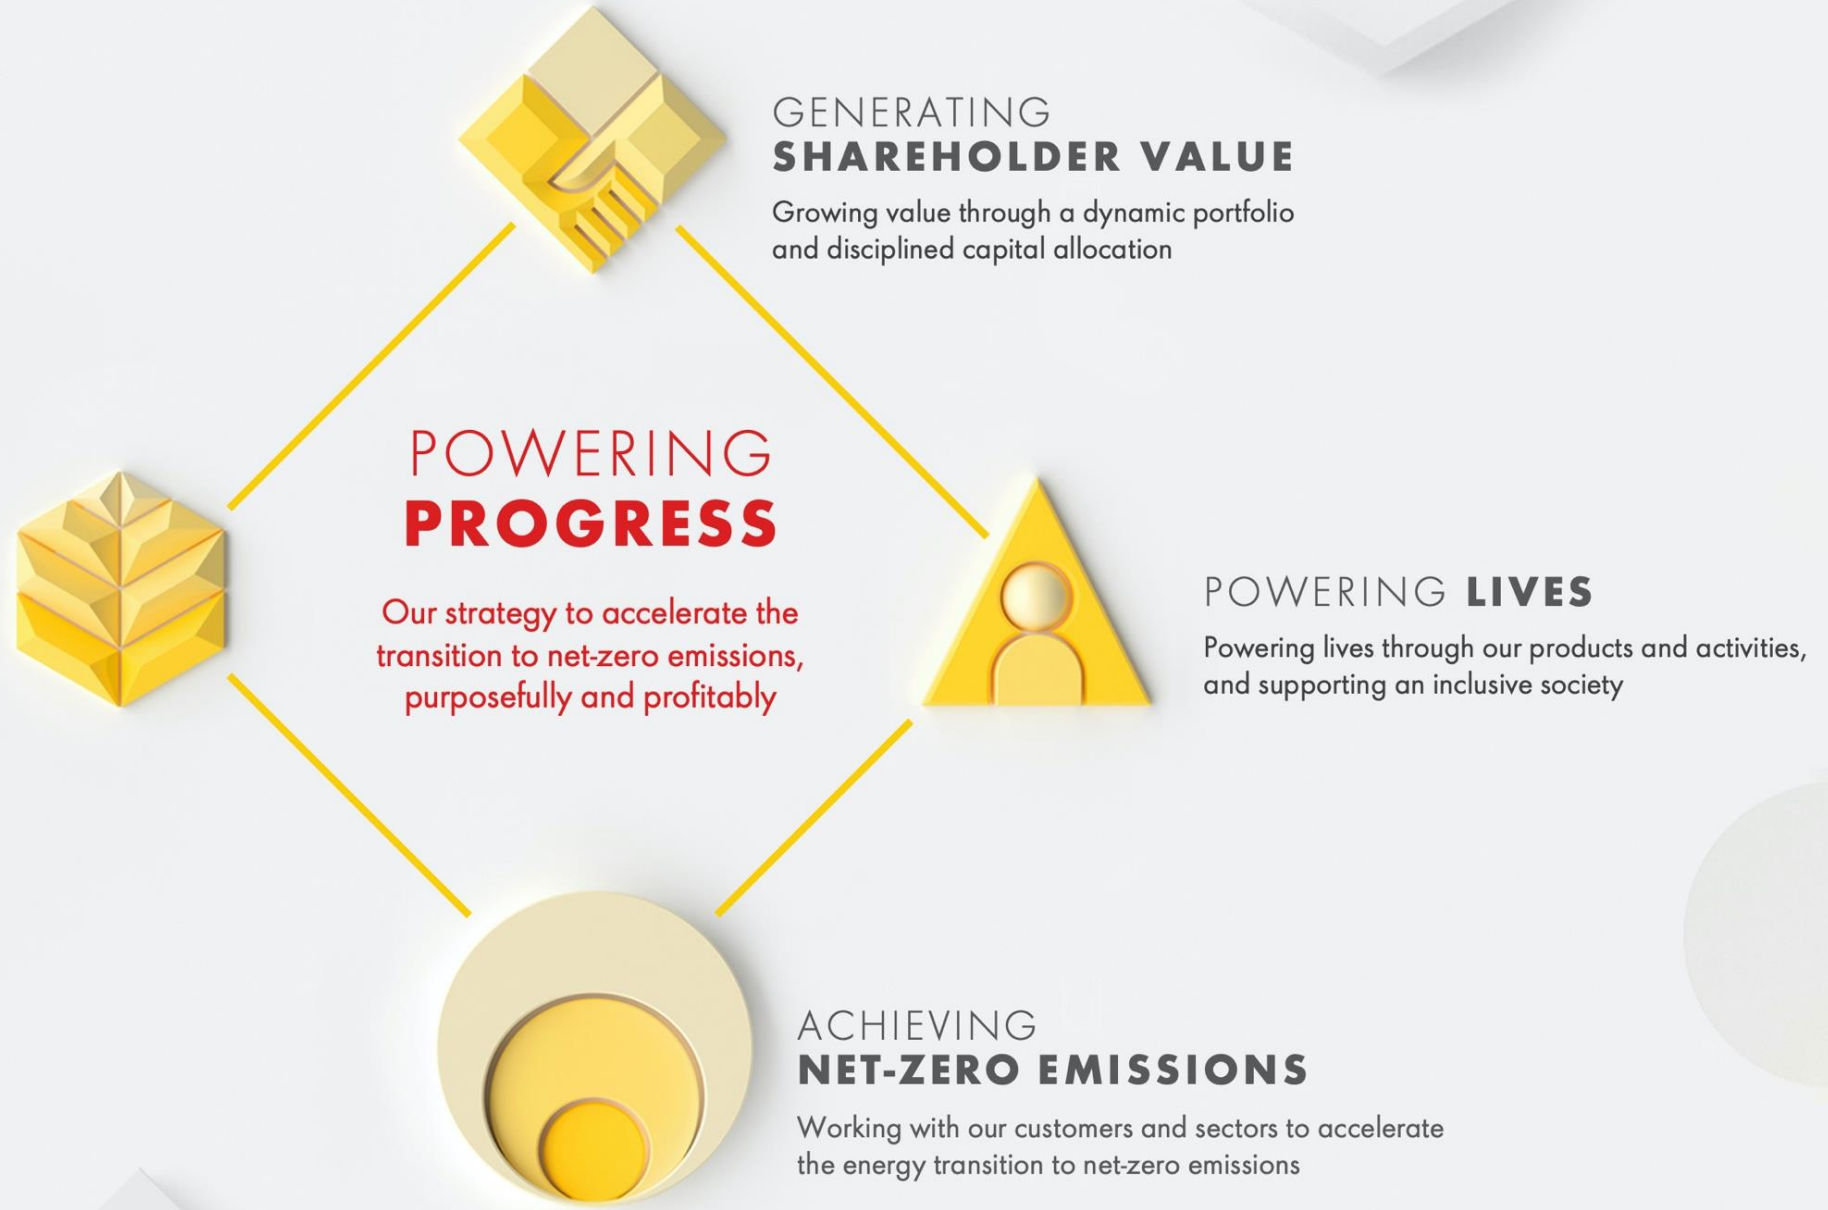 GENERATING
SHAREHOLDER VALUE
Growing value through a dynamic portfolio
and disciplined capital allocation
POWERING
PROGRESS
Our strategy to accelerate the
transition to net-zero emissions,
purposefully and profitably
POWERING LIVES
Powering lives through our products and activities,
and supporting an inclusive society
ACHIEVING
NET-ZERO EMISSIONS
Working with our customers and sectors to accelerate
the energy transition to net-zero emissions